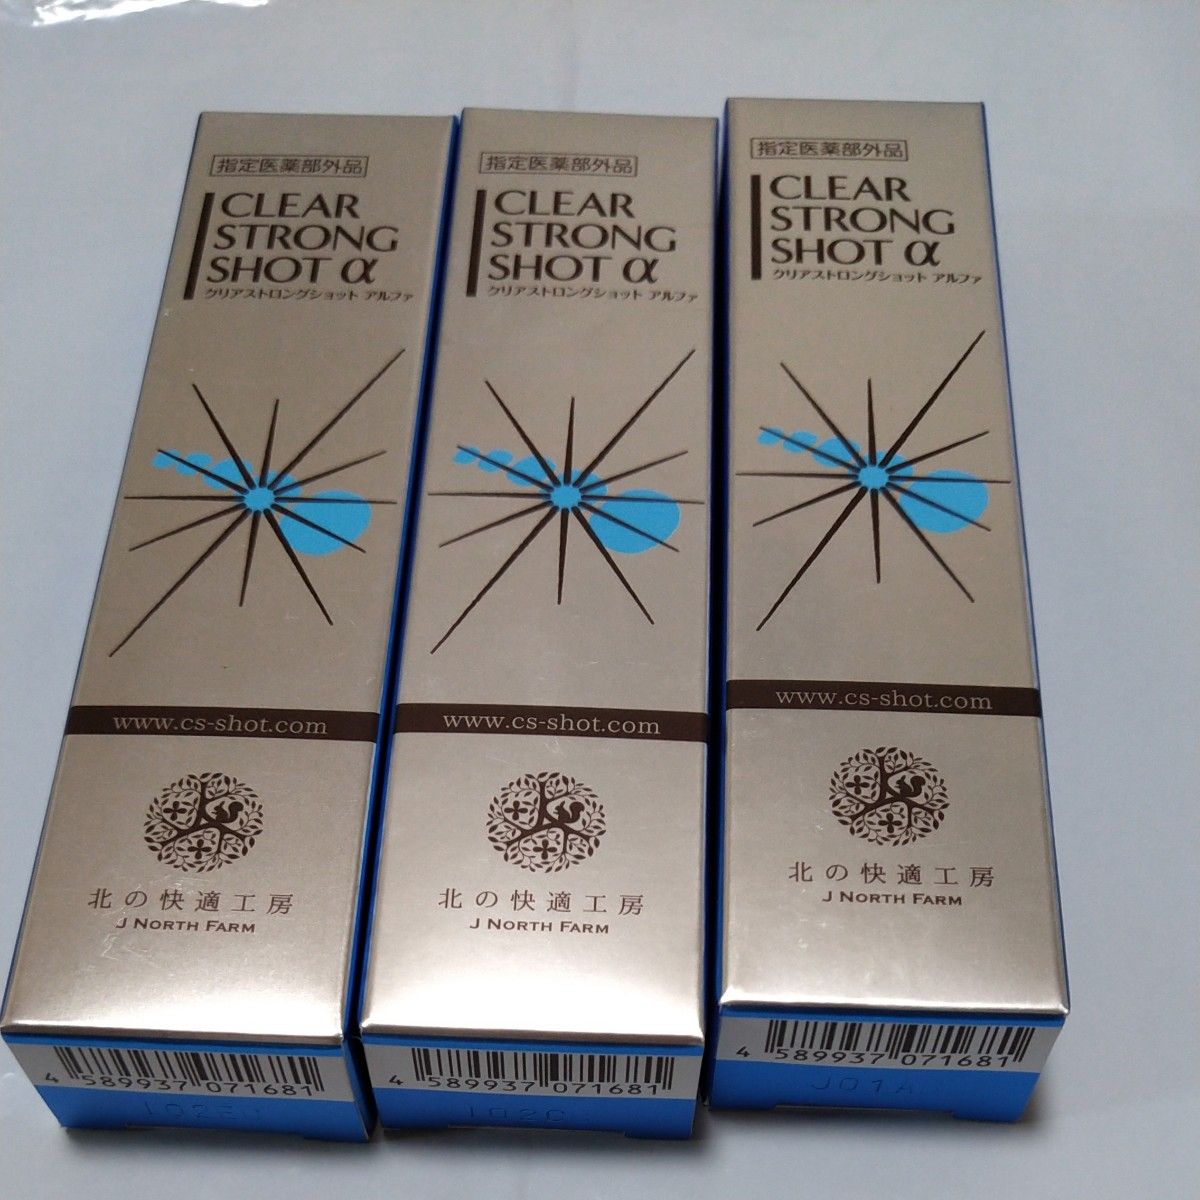 指定医薬部外品
CLEAR
STRONG
SHOT α
クリアストロングショット アルファ
www.cs-shot.com
北の快適工房
J NORTH FARM
4 589937 071681
指定医薬部外品
CLEAR
STRONG
SHOT α
クリアストロングショット アルファ
www.cs-shot.com
北の快適工房
J NORTH FARM
4 589937 071681
指定医薬部外品
CLEAR
STRONG
SHOT α
クリアストロングショット アルファ
www.cs-shot.com
北の快適工房
J NORTH FARM
4 589937 071681
J01A